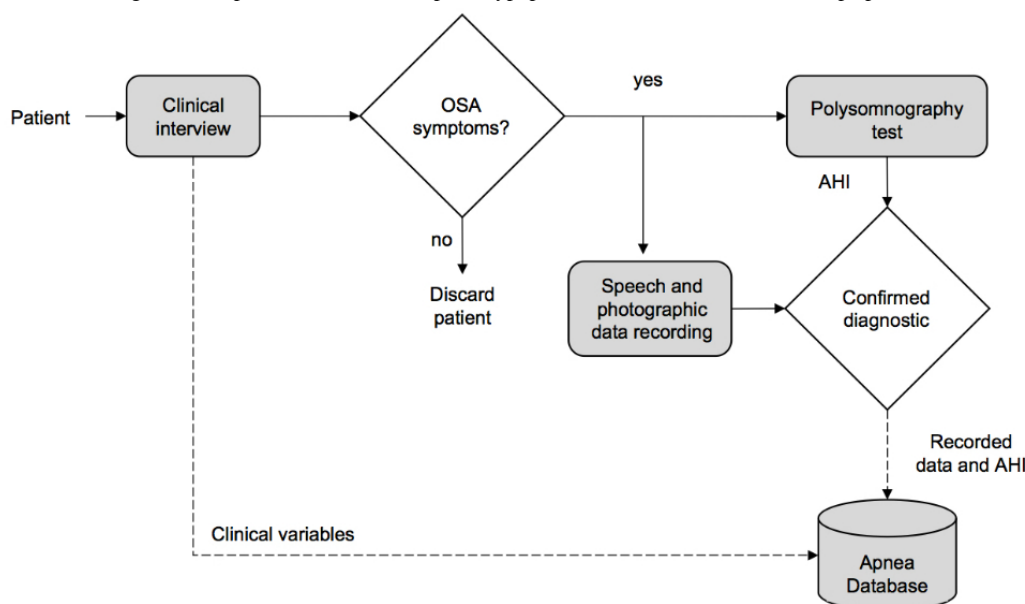 Patient
Clinical
interview
OSA
symptoms?
yes
Polysomnography
test
AHI
no
Discard
patient
Speech and
photographic
data recording
Confirmed
diagnostic
Recorded
data and AHI
Clinical variables
Apnea
Database